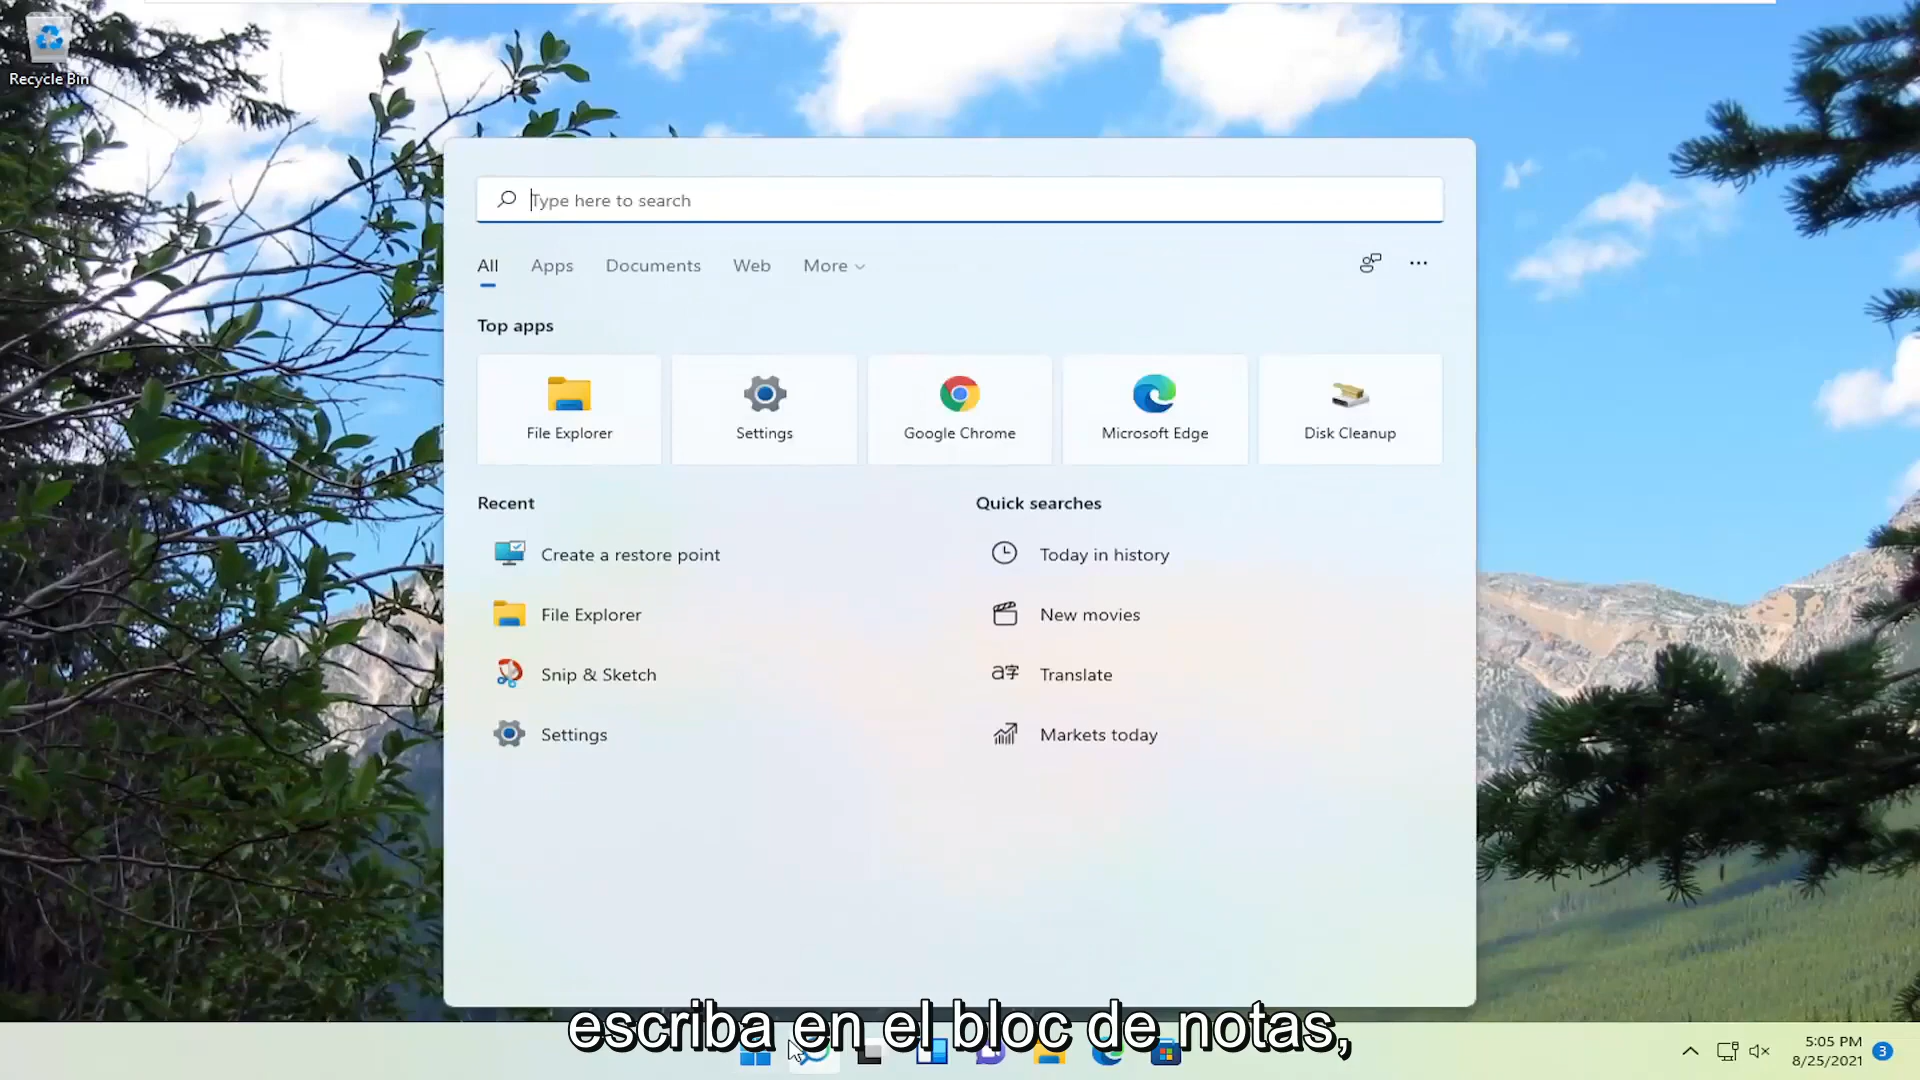 Recycle Bin
Type here to search
All Apps Documents Web More
Top apps
File Explorer Settings Google Chrome Microsoft Edge Disk Cleanup
Recent Quick searches
Create a restore point Today in history
File Explorer New movies
Snip & Sketch Translate
Settings Markets today
escriba en el bloc de notas,
5:05 PM
8/25/2021 3